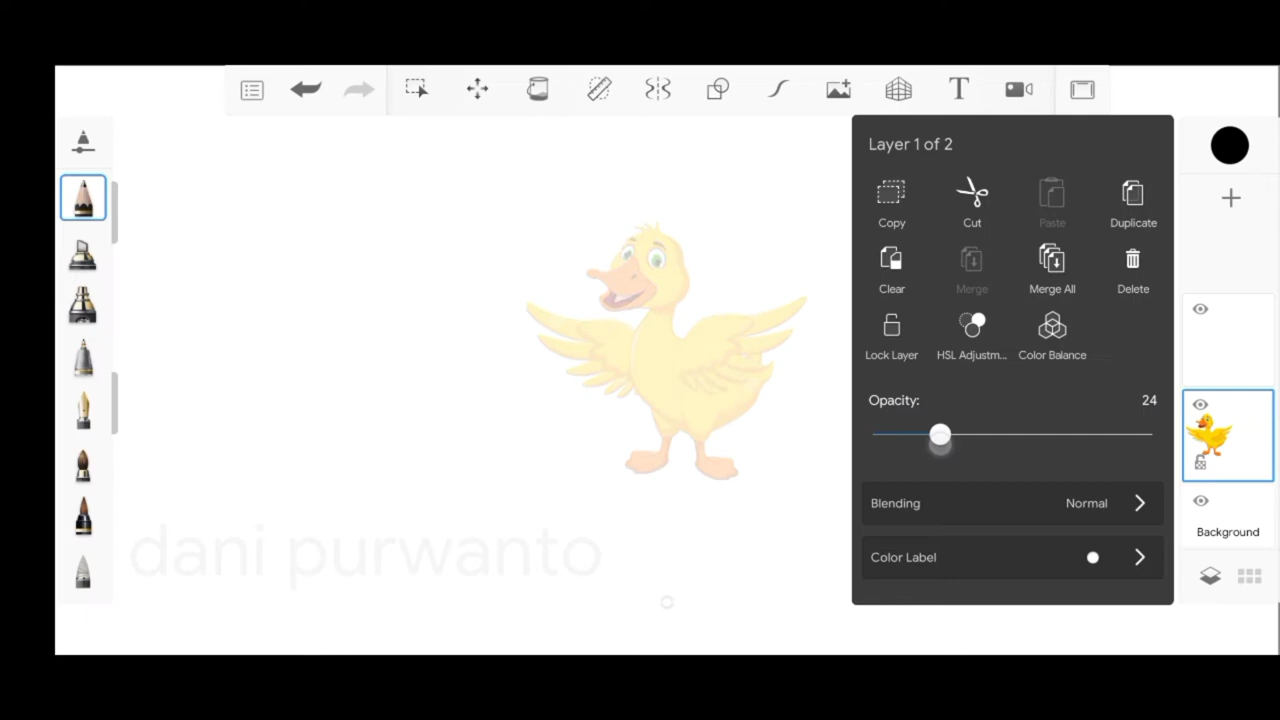 T
Layer 1 of 2
Copy Cut Paste Duplicate
Clear Merge Merge All Delete
Lock Layer HSL Adjustm... Color Balance
Opacity: 24
Blending Normal
Color Label
Background
dani purwanto